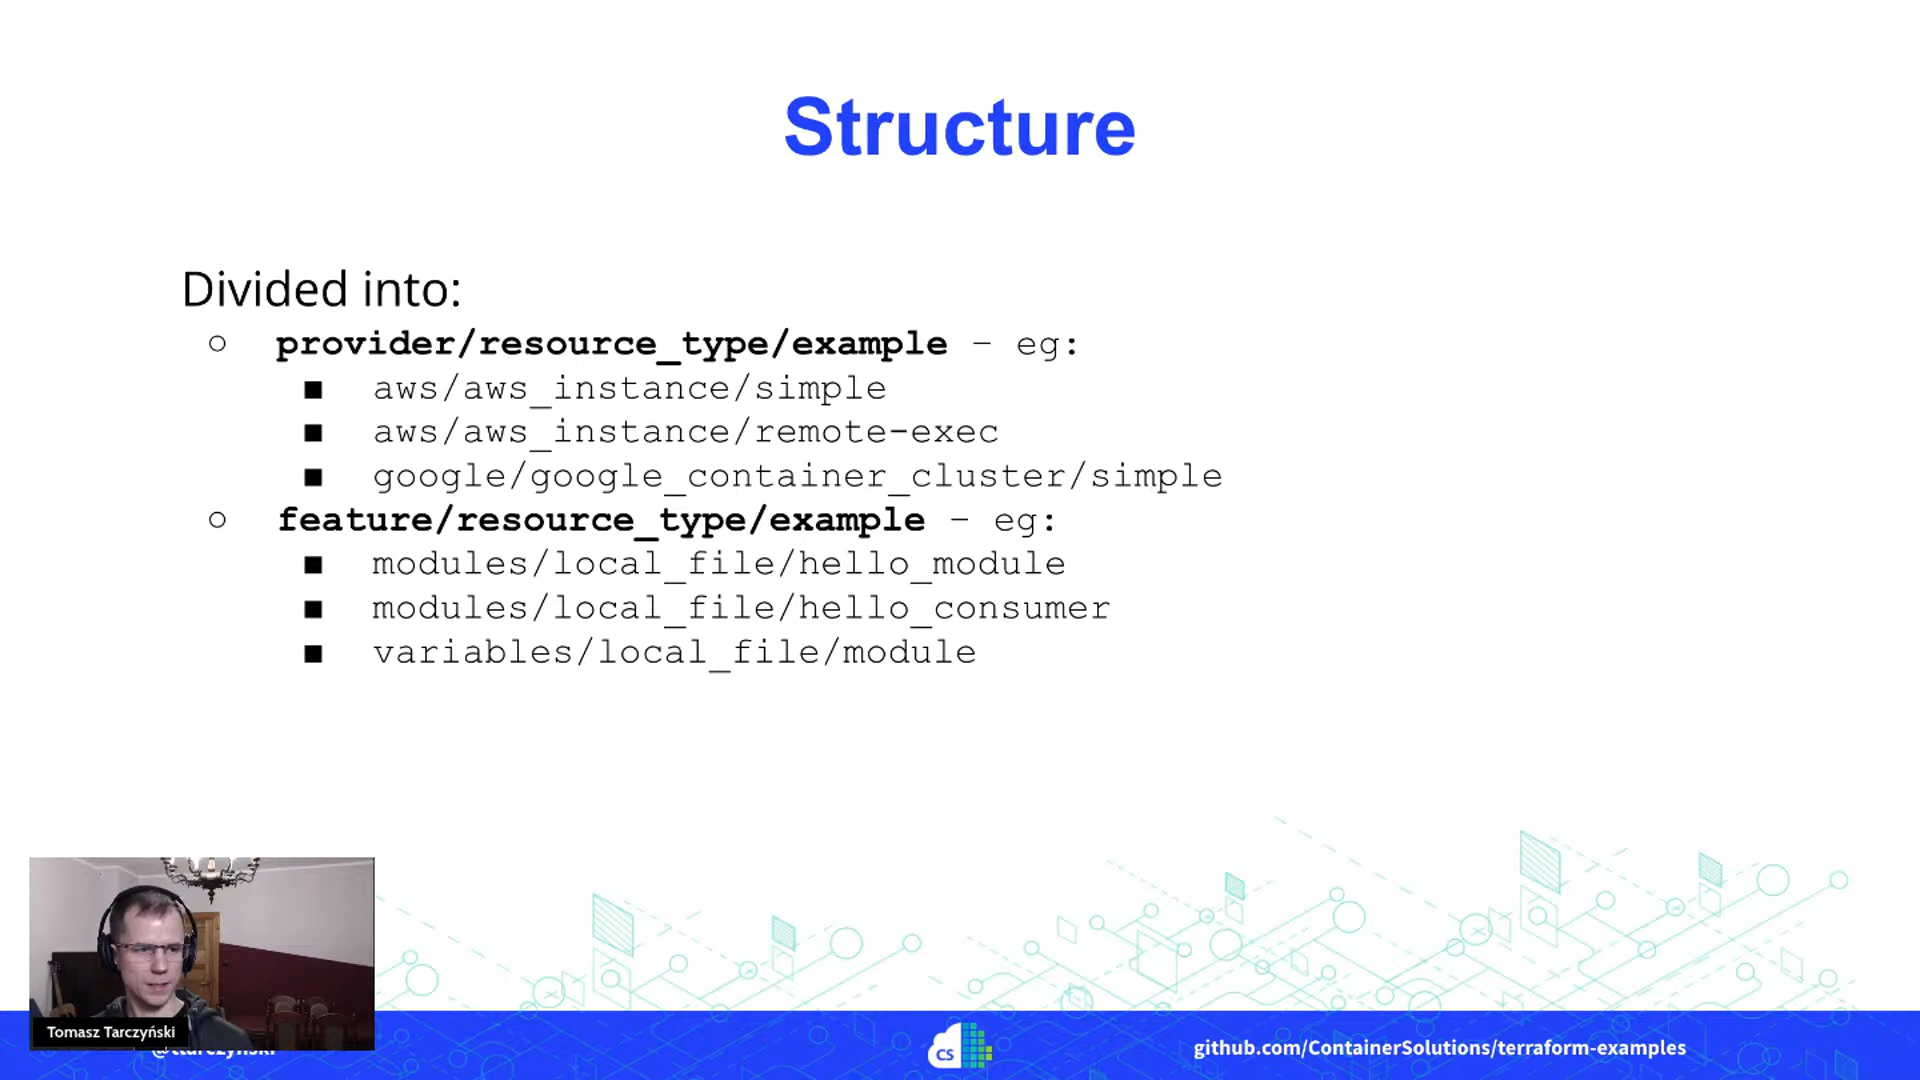 Structure
Divided into:
provider/resource_type/example – eg:
aws/aws_instance/simple
aws/aws_instance/remote-exec
google/google_container_cluster/simple
feature/resource_type/example – eg:
modules/local_file/hello_module
modules/local_file/hello_consumer
variables/local_file/module
Tomasz Tarczyński
CS
github.com/ContainerSolutions/terraform-examples